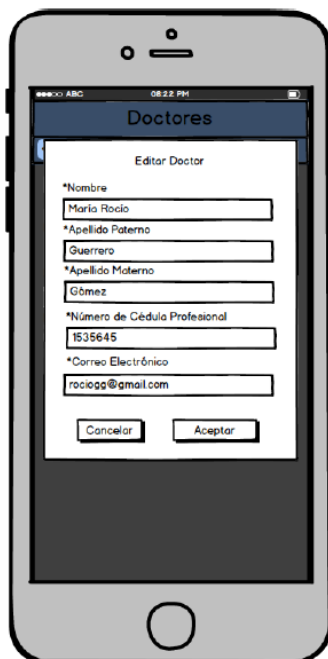 ABC 08:22 PM
Doctores
Editar Doctor
*Nombre
María Rocio
*Apellido Paterno
Guerrero
*Apellido Materno
Gómez
*Número de Cédula Profesional
1535645
*Correo Electrónico
rociogg@gmail.com
Cancelar Aceptar